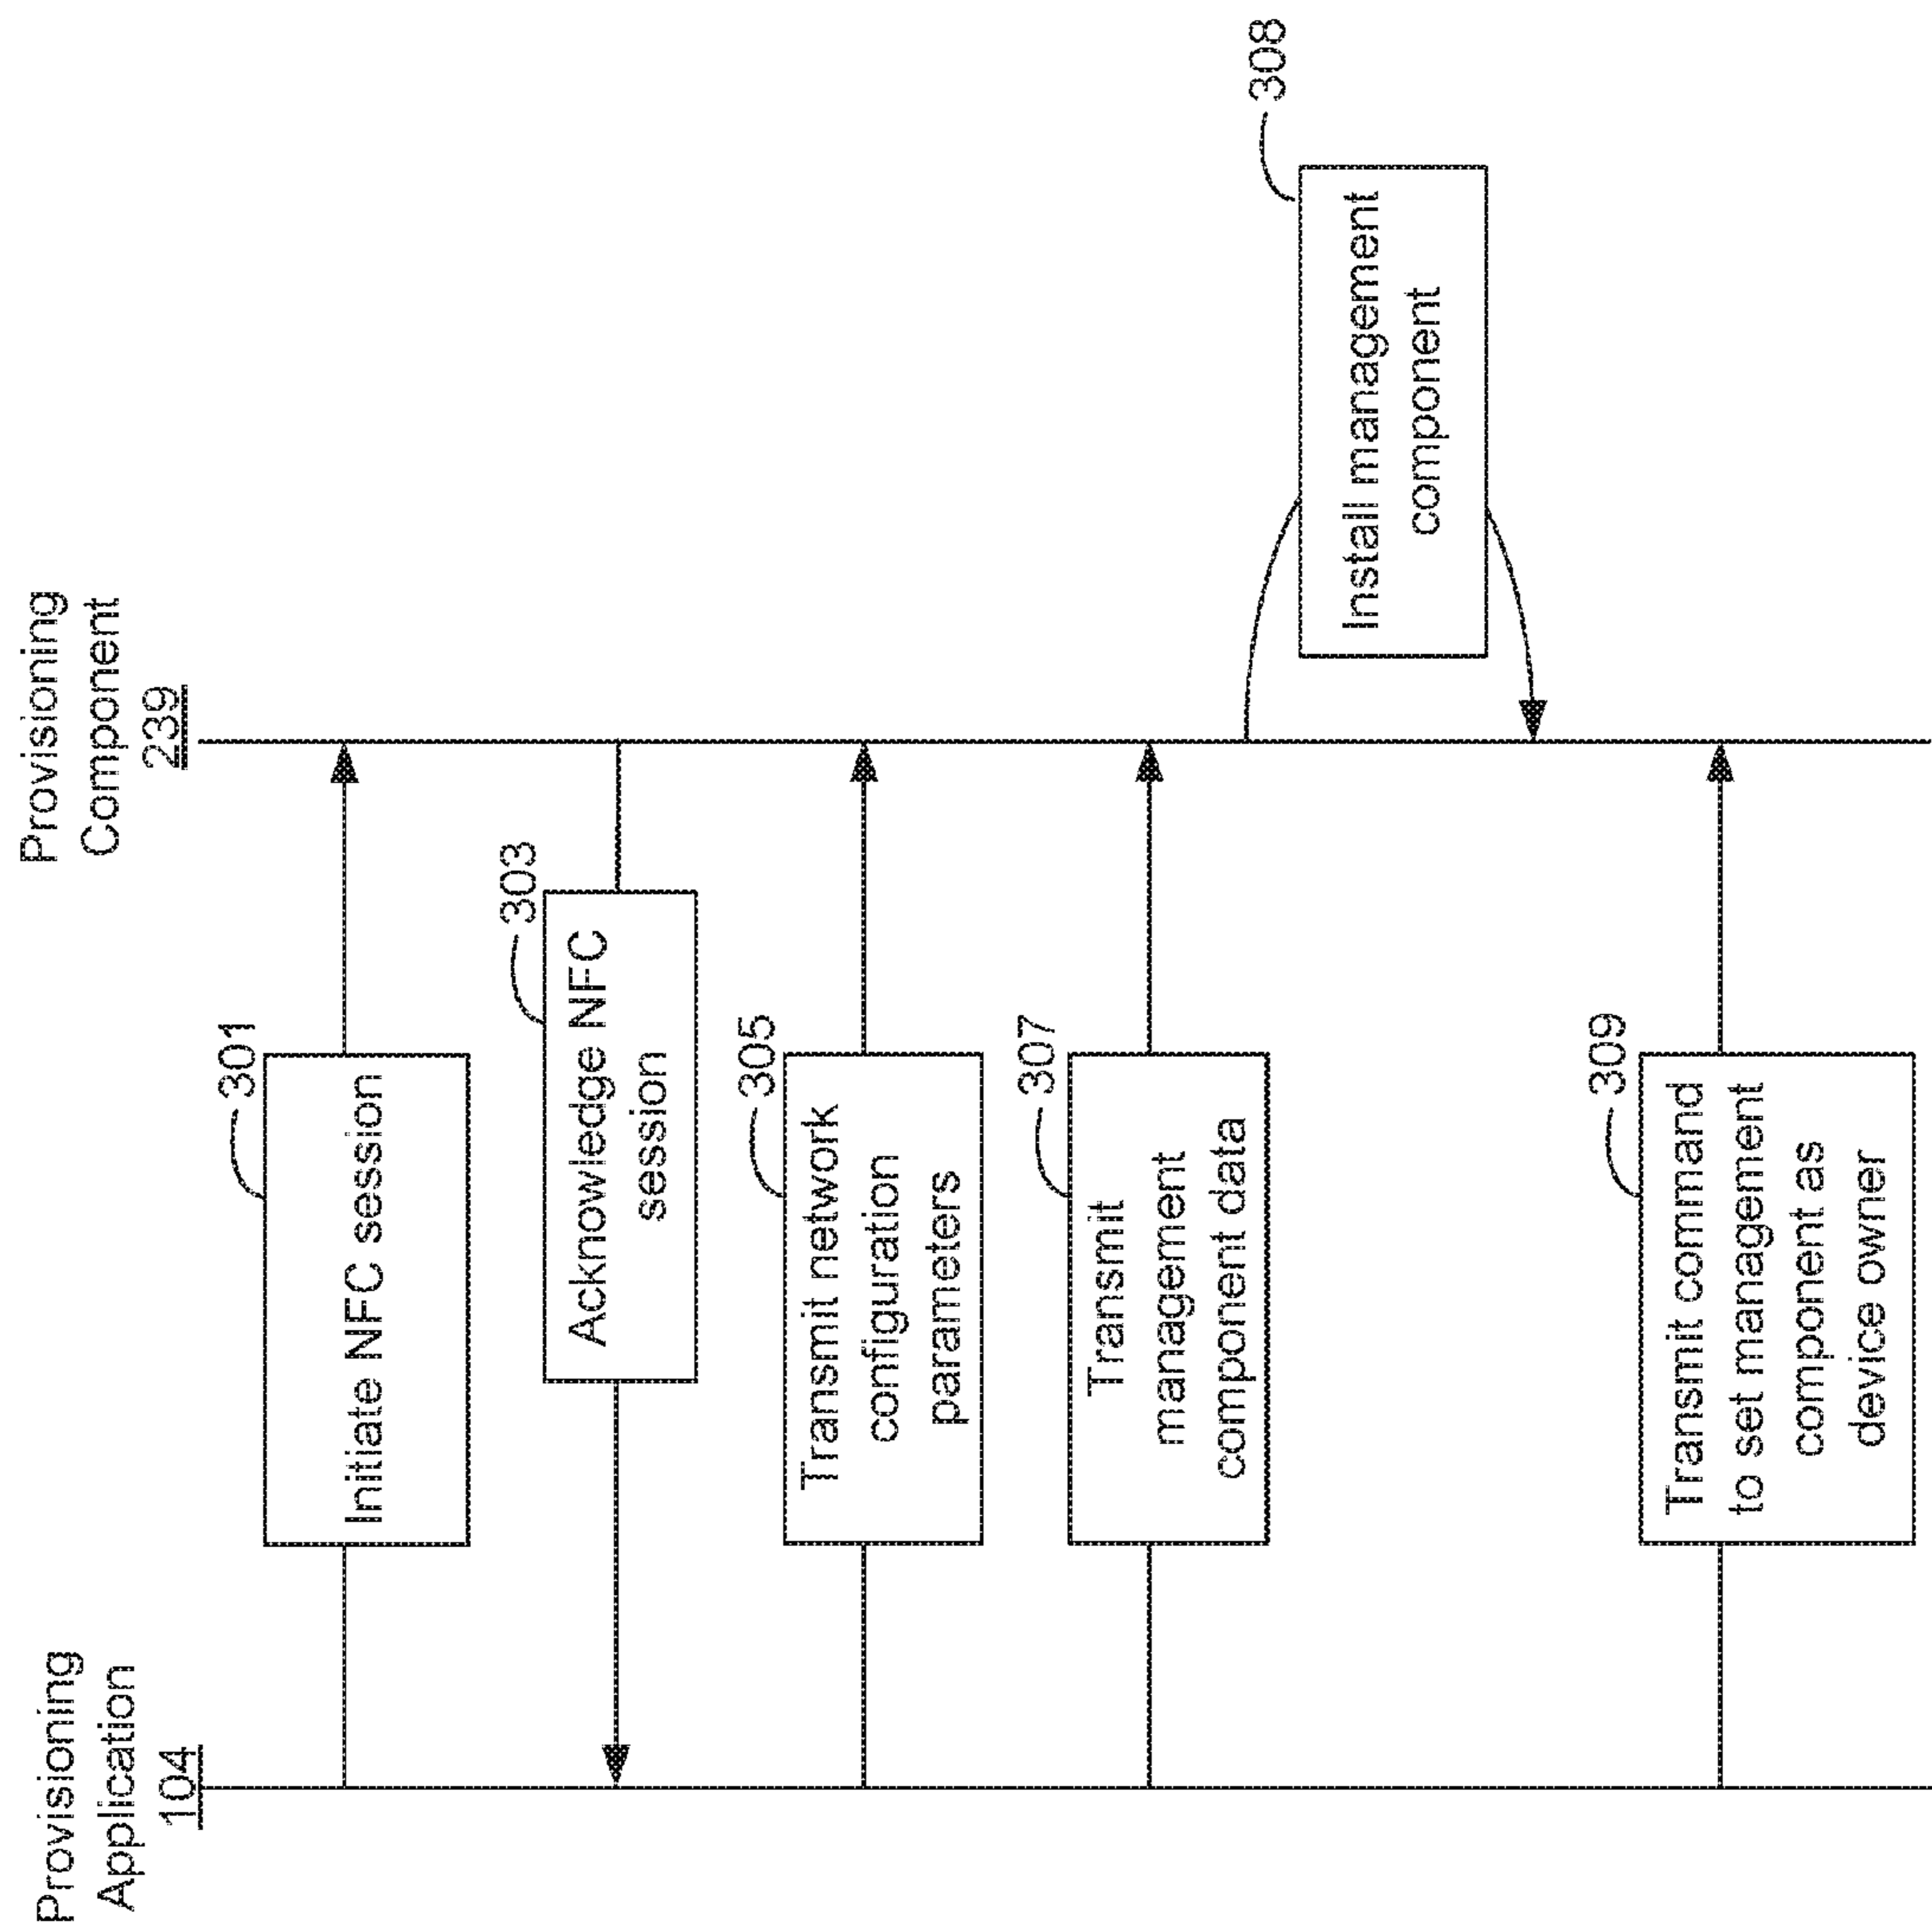 Provisioning
Application
104
Provisioning
Component
239
301
Initiate NFC session
303
Acknowledge NFC
session
305
Transmit network
configuration
parameters
307
Transmit
management
component data
308
Install management
component
309
Transmit command
to set management
component as
device owner